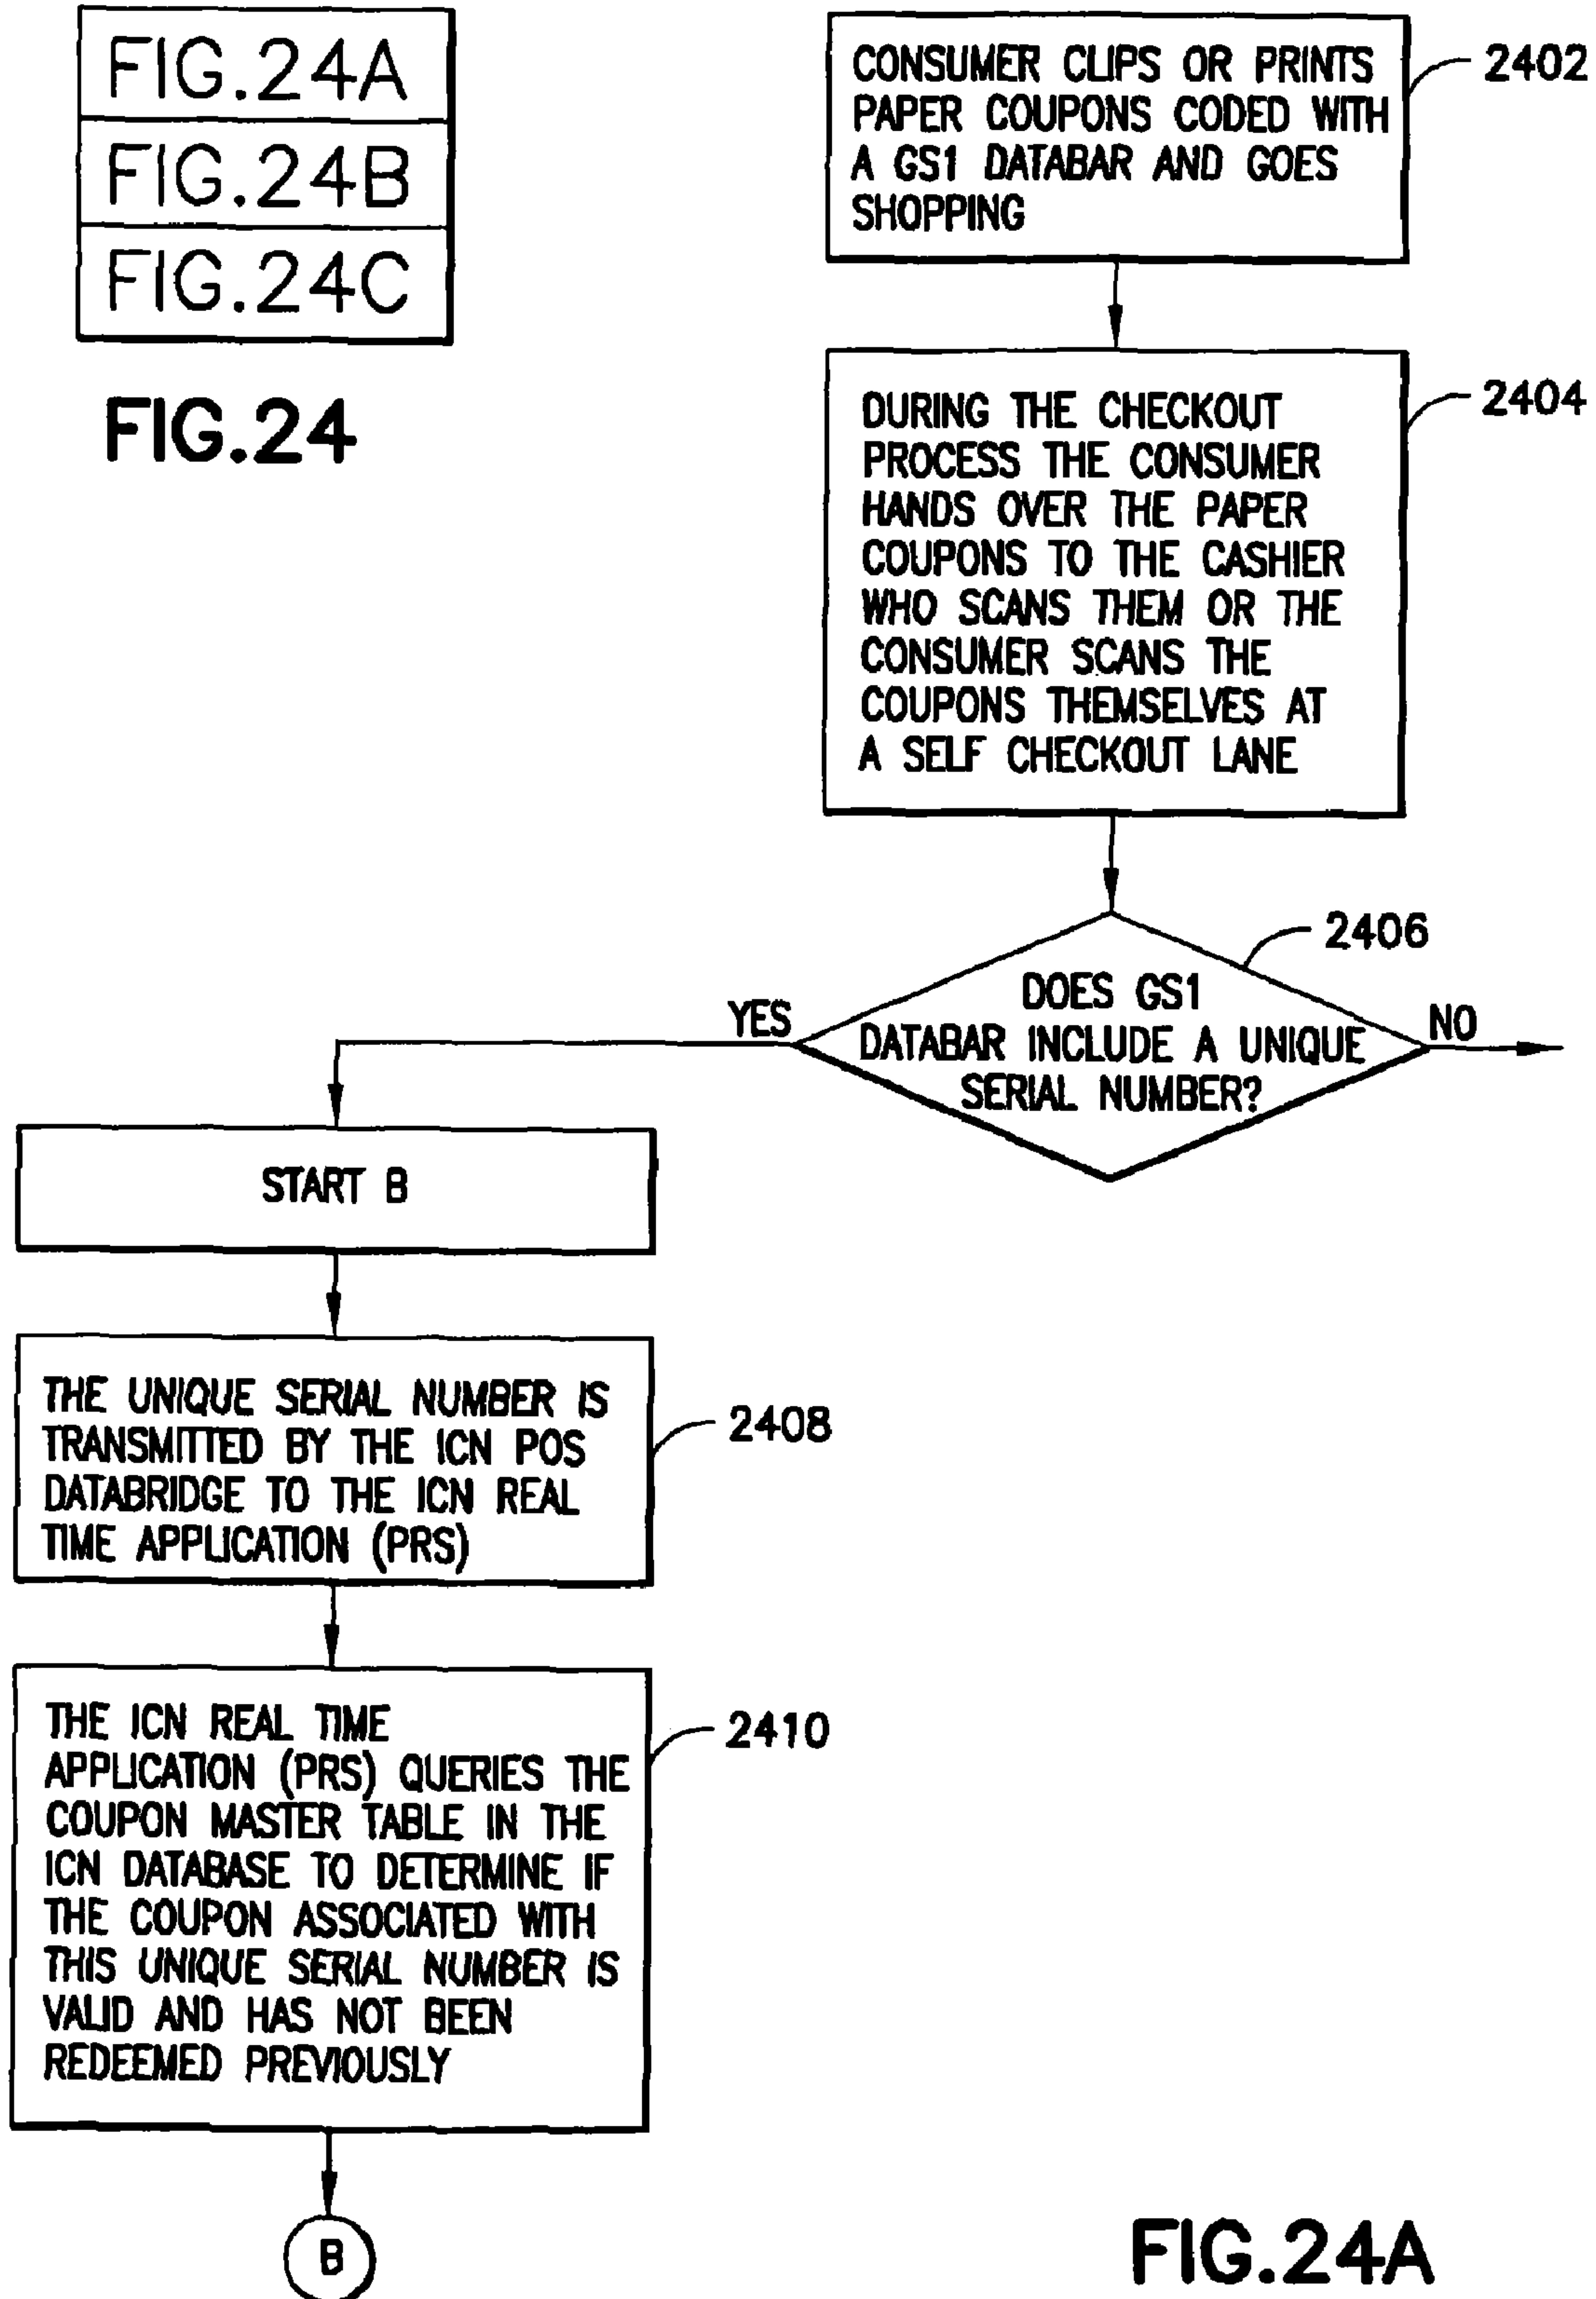 FIG.24A
FIG.24B
FIG.24C
FIG.24
CONSUMER CLIPS OR PRINTS
PAPER COUPONS CODED WITH
A GS1 DATABAR AND GOES
SHOPPING
2402
DURING THE CHECKOUT
PROCESS THE CONSUMER
HANDS OVER THE PAPER
COUPONS TO THE CASHIER
WHO SCANS THEM OR THE
CONSUMER SCANS THE
COUPONS THEMSELVES AT
A SELF CHECKOUT LANE
2404
2406
DOES GS1
DATABAR INCLUDE A UNIQUE
SERIAL NUMBER?
YES
NO
START B
THE UNIQUE SERIAL NUMBER IS
TRANSMITTED BY THE ICN POS
DATABRIDGE TO THE ICN REAL
TIME APPLICATION (PRS)
2408
THE ICN REAL TIME
APPLICATION (PRS) QUERIES THE
COUPON MASTER TABLE IN THE
ICN DATABASE TO DETERMINE IF
THE COUPON ASSOCIATED WITH
THIS UNIQUE SERIAL NUMBER IS
VALID AND HAS NOT BEEN
REDEEMED PREVIOUSLY
2410
B
FIG.24A